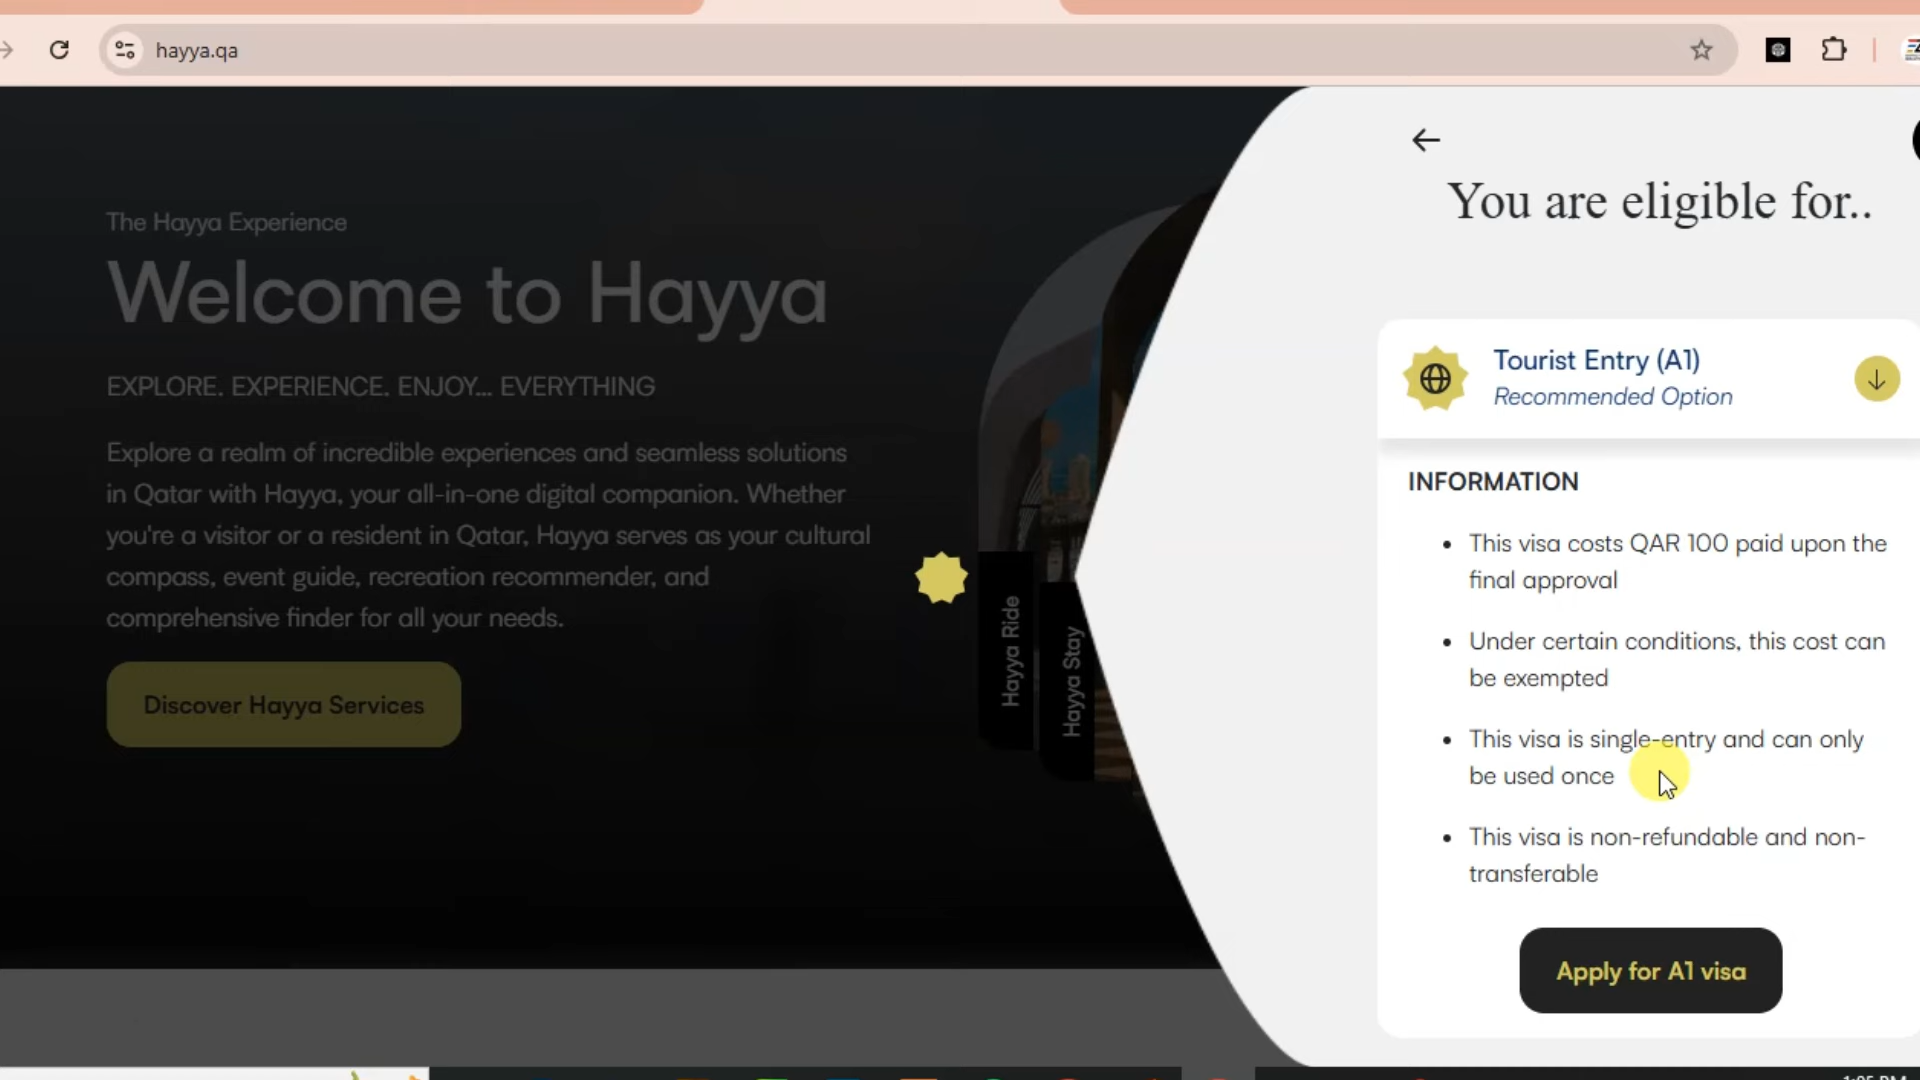 hayya.qa
The Hayya Experience
Welcome to Hayya
EXPLORE. EXPERIENCE. ENJOY... EVERYTHING
Explore a realm of incredible experiences and seamless solutions
in Qatar with Hayya, your all-in-one digital companion. Whether
you're a visitor or a resident in Qatar, Hayya serves as your cultural
compass, event guide, recreation recommender, and
comprehensive finder for all your needs.
Discover Hayya Services
Hayya Ride
Hayya Stay
You are eligible for..
Tourist Entry (A1)
Recommended Option
INFORMATION
• This visa costs QAR 100 paid upon the
final approval
• Under certain conditions, this cost can
be exempted
• This visa is single-entry and can only
be used once
• This visa is non-refundable and non-
transferable
Apply for A1 visa